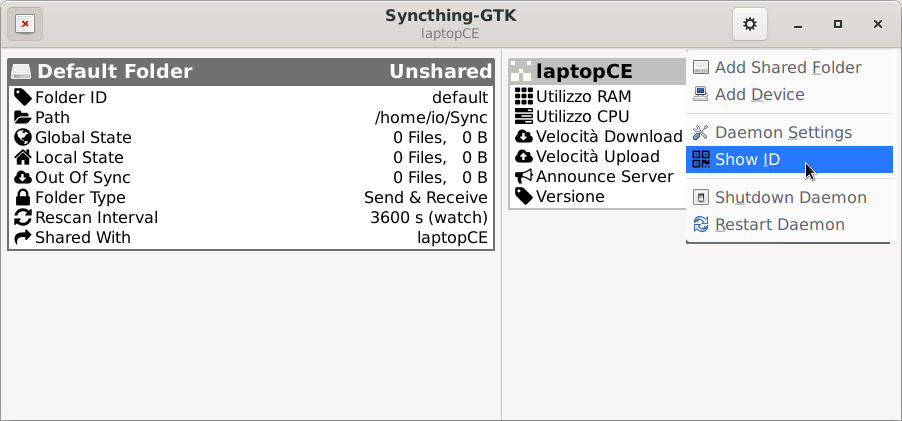 Syncthing-GTK
laptopCE
Default Folder Unshared
Folder ID default
Path /home/io/Sync
Global State 0 Files, 0 B
Local State 0 Files, 0 B
Out Of Sync 0 Files, 0 B
Folder Type Send & Receive
Rescan Interval 3600 s (watch)
Shared With laptopCE
laptopCE
Utilizzo RAM
Utilizzo CPU
Velocità Download
Velocità Upload
Announce Server
Versione
Add Shared Folder
Add Device
Daemon Settings
Show ID
Shutdown Daemon
Restart Daemon